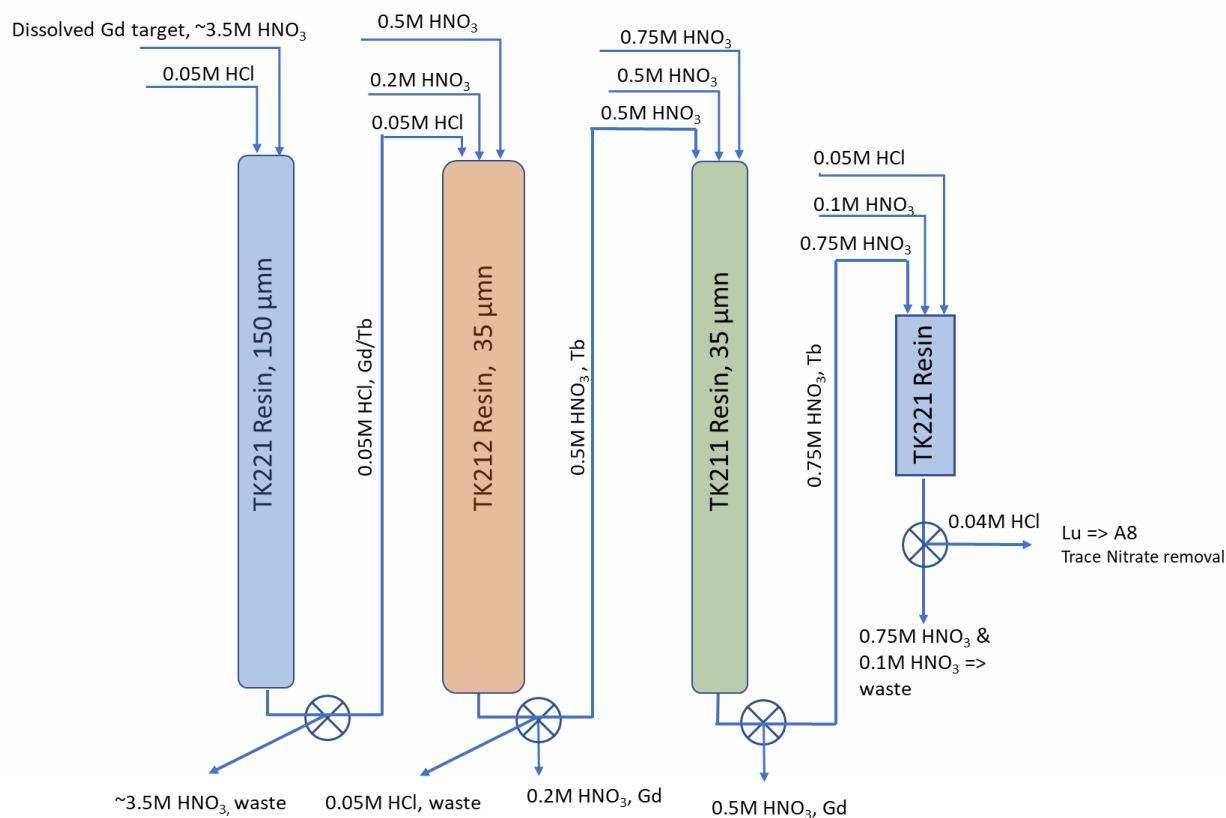 Dissolved Gd target, ~3.5M HNO₃
0.05M HCl
0.5M HNO₃
0.2M HNO₃
0.05M HCl
0.75M HNO₃
0.5M HNO₃
0.5M HNO₃
0.05M HCl
0.1M HNO₃
0.75M HNO₃
TK221 Resin, 150 µmn
0.05M HCl, Gd/Tb
TK212 Resin, 35 µmn
0.5M HNO₃, Tb
TK211 Resin, 35 µmn
0.75M HNO₃, Tb
TK221 Resin
0.04M HCl
Lu => A8
Trace Nitrate removal
0.75M HNO₃ &
0.1M HNO₃ =>
waste
~3.5M HNO₃, waste
0.05M HCl, waste
0.2M HNO₃, Gd
0.5M HNO₃, Gd